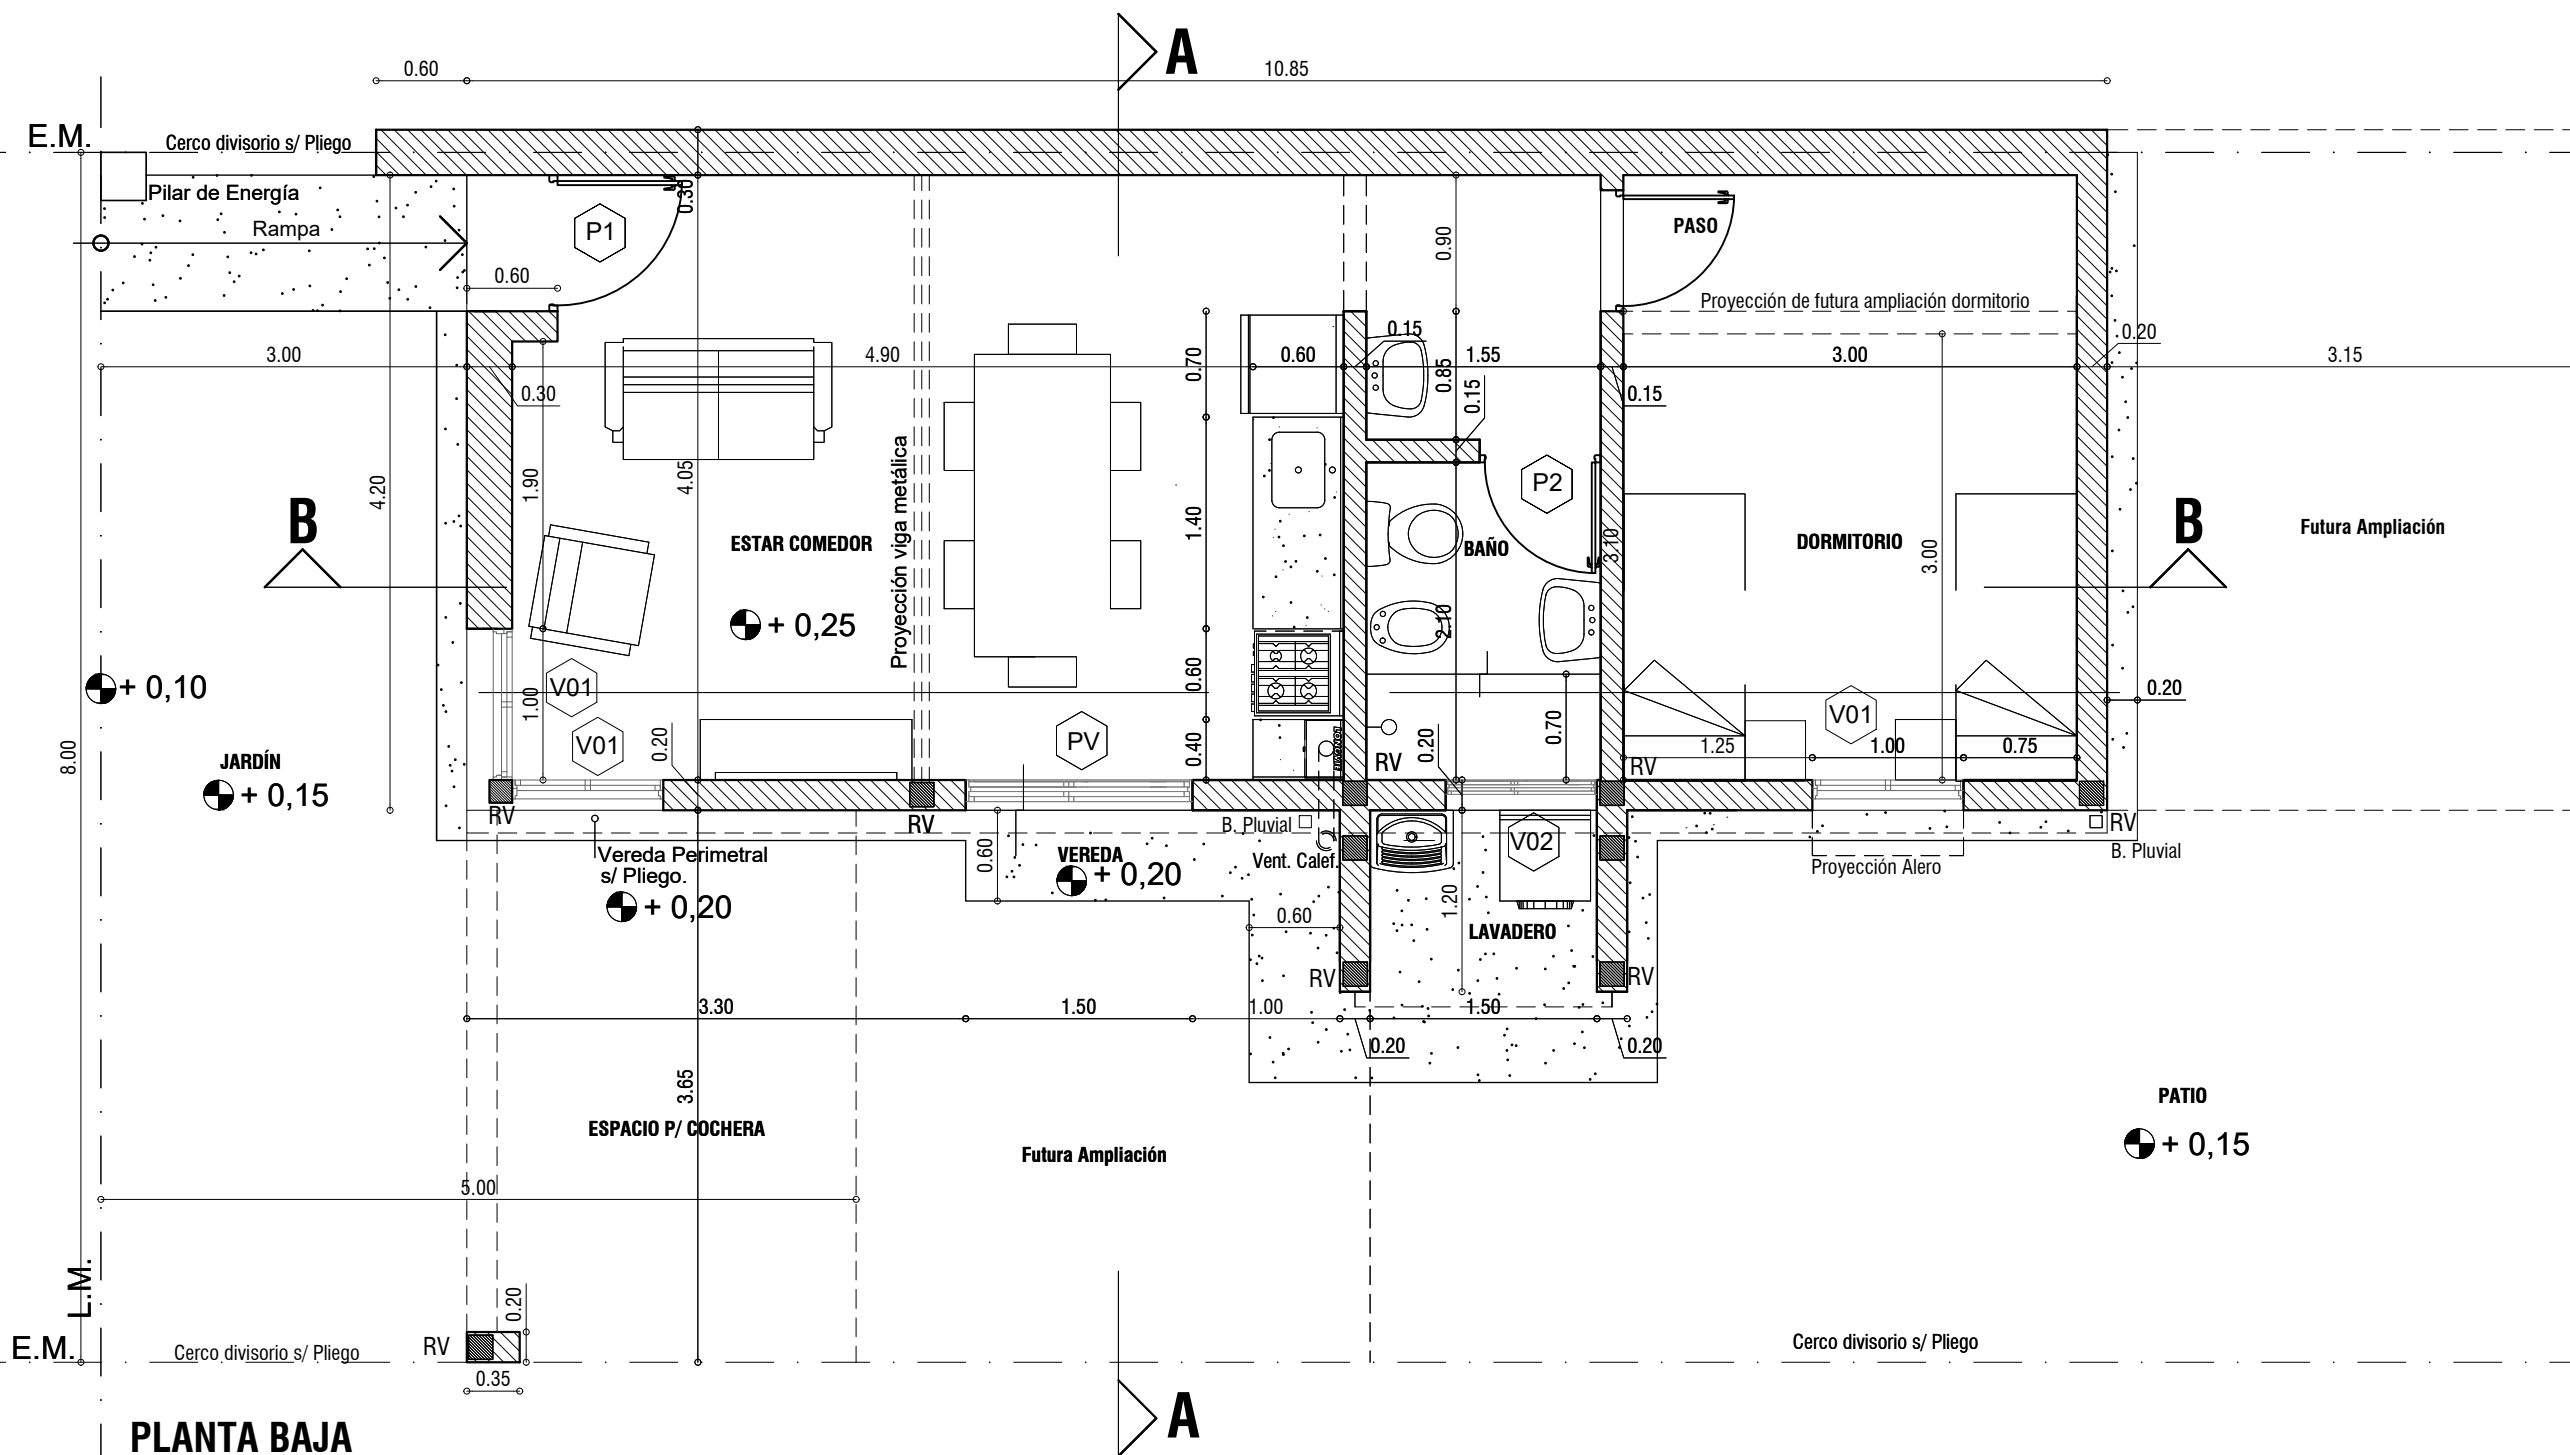 A
0.60
10.85
E.M.
Cerco divisorio s/ Pliego
Pilar de Energía
Rampa
P1
0.30
0.60
0.90
PASO
Proyección de futura ampliación dormitorio
3.00
0.30
4.90
0.70
0.60
0.15
0.85
0.15
1.55
0.15
3.00
0.20
3.15
4.20
1.90
4.05
Proyección viga metálica
1.40
P2
B
ESTAR COMEDOR
BAÑO
3.10
DORMITORIO
3.00
B
Futura Ampliación
+ 0,25
2.10
+ 0,10
V01
1.00
V01
0.20
PV
0.60
0.40
RV
0.20
0.70
RV
1.25
V01
1.00
0.75
0.20
8.00
JARDÍN
+ 0,15
RV
RV
B. Pluvial
V02
RV
B. Pluvial
Vereda Perimetral
s/ Pliego.
+ 0,20
0.60
VEREDA
+ 0,20
Vent. Calef.
Proyección Alero
0.60
1.20
LAVADERO
RV
RV
3.30
1.50
1.00
1.50
0.20
0.20
3.65
ESPACIO P/ COCHERA
Futura Ampliación
PATIO
+ 0,15
5.00
L.M.
0.20
E.M.
Cerco divisorio s/ Pliego
RV
Cerco divisorio s/ Pliego
0.35
A
PLANTA BAJA